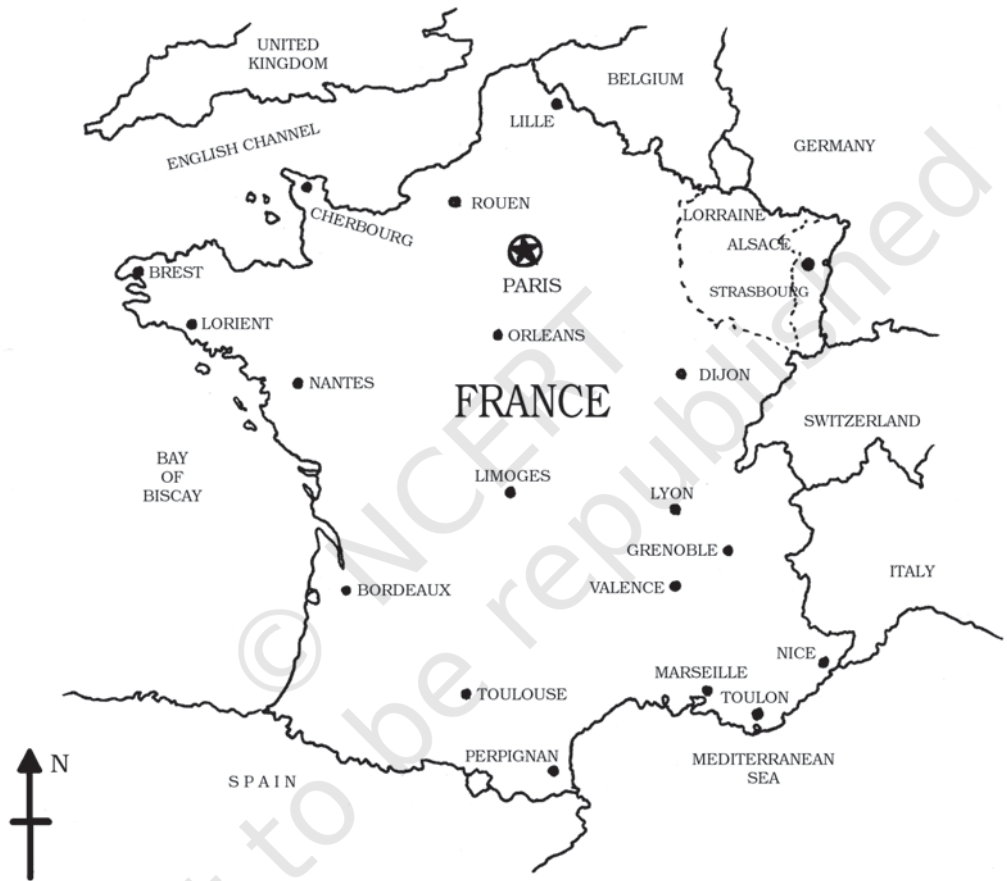 UNITED
KINGDOM
BELGIUM
LILLE
ENGLISH CHANNEL
GERMANY
CHERBOURG
ROUEN
LORRAINE
ALSACE
BREST
PARIS
STRASBOURG
LORIENT
ORLEANS
NANTES
DIJON
FRANCE
SWITZERLAND
BAY
OF
BISCAY
LIMOGES
LYON
GRENOBLE
VALENCE
ITALY
BORDEAUX
NICE
MARSEILLE
TOULOUSE
TOULON
PERPIGNAN
MEDITERRANEAN
SEA
N
SPAIN
© NCERT
to be republished